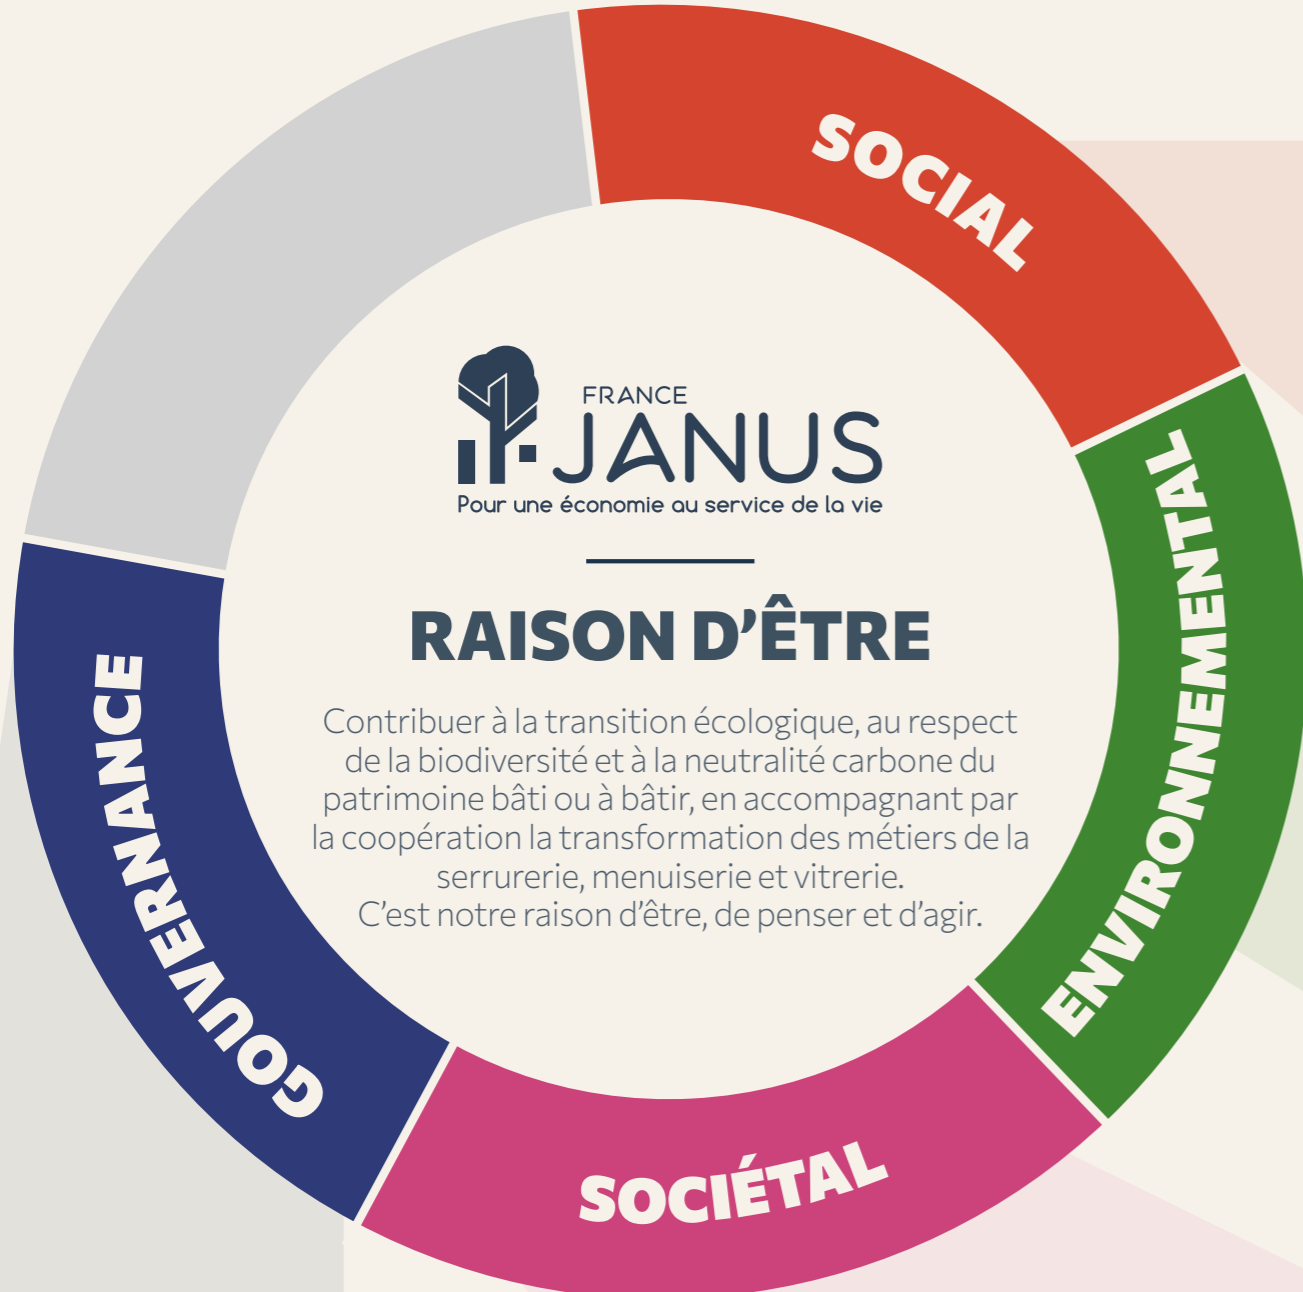 SOCIAL
ENVIRONNEMENTAL
SOCIÉTAL
GOUVERNANCE
FRANCE
JANUS
Pour une économie au service de la vie
RAISON D’ÊTRE
Contribuer à la transition écologique, au respect
de la biodiversité et à la neutralité carbone du
patrimoine bâti ou à bâtir, en accompagnant par
la coopération la transformation des métiers de la
serrurerie, menuiserie et vitrerie.
C’est notre raison d’être, de penser et d’agir.